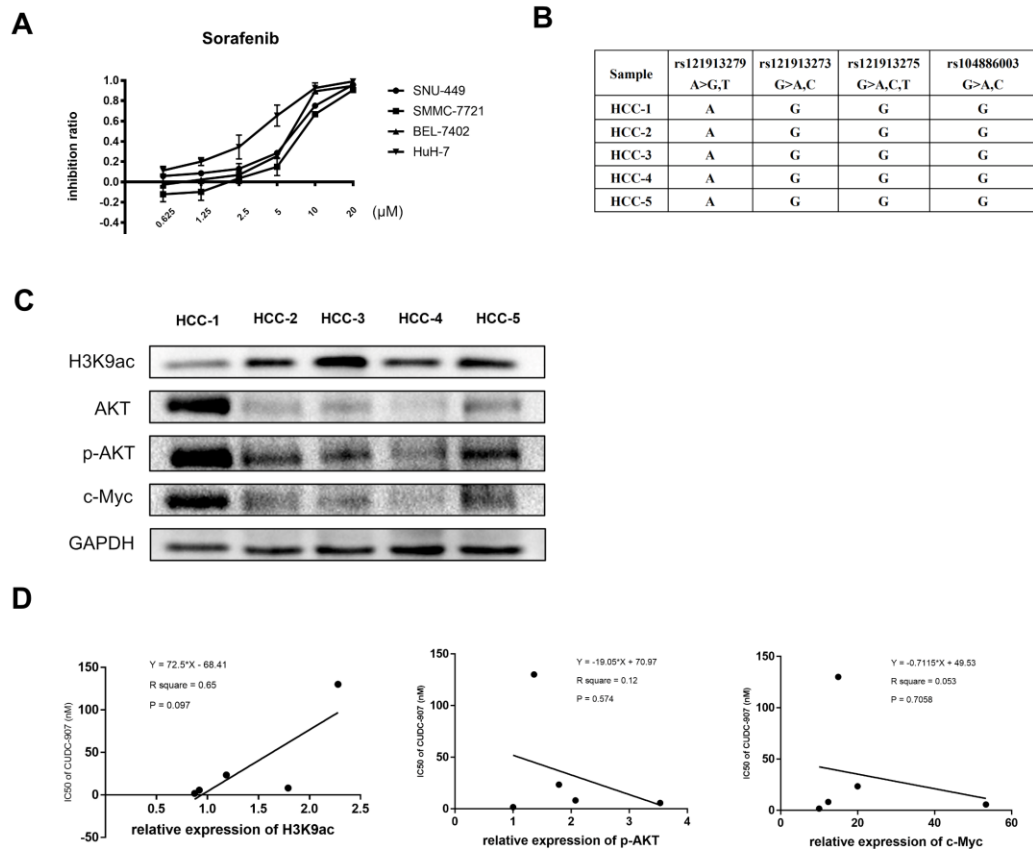 A
Sorafenib
inhibition ratio
1.0
0.8
0.6
0.4
0.2
0.0
-0.2
-0.4
0.625
1.25
2.5
5
10
20
(μM)
SNU-449
SMMC-7721
BEL-7402
HuH-7
B
Sample rs121913279 A>G,T rs121913273 G>A,C rs121913275 G>A,C,T rs104886003 G>A,C
HCC-1 A G G G
HCC-2 A G G G
HCC-3 A G G G
HCC-4 A G G G
HCC-5 A G G G
C
HCC-1 HCC-2 HCC-3 HCC-4 HCC-5
H3K9ac
AKT
p-AKT
c-Myc
GAPDH
D
IC50 of CUDC-907 (nM)
150
100
50
0
-50
0.5 1.0 1.5 2.0 2.5
relative expression of H3K9ac
Y = 72.5*X - 68.41
R square = 0.65
P = 0.097
IC50 of CUDC-907 (nM)
150
100
50
0
0 1 2 3 4
relative expression of p-AKT
Y = -19.05*X + 70.97
R square = 0.12
P = 0.574
IC50 of CUDC-907 (nM)
150
100
50
0
0 20 40 60
relative expression of c-Myc
Y = -0.7115*X + 49.53
R square = 0.053
P = 0.7058